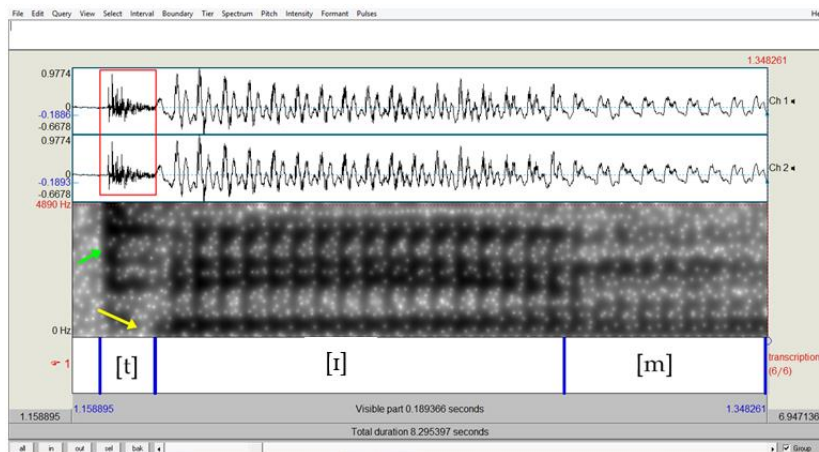 File Edit Query View Select Interval Boundary Tier Spectrum Pitch Intensity Formant Pulses He
1.348261
0.9774
0
-0.1886
-0.6678
Ch 1
0.9774
0
-0.1893
-0.6678
Ch 2
4890 Hz
0 Hz
1 [t] [ɪ] [m] transcription
(6/6)
1.158895 1.158895 Visible part 0.189366 seconds 1.348261 6.947136
Total duration 8.295397 seconds
all in out sel bak Group